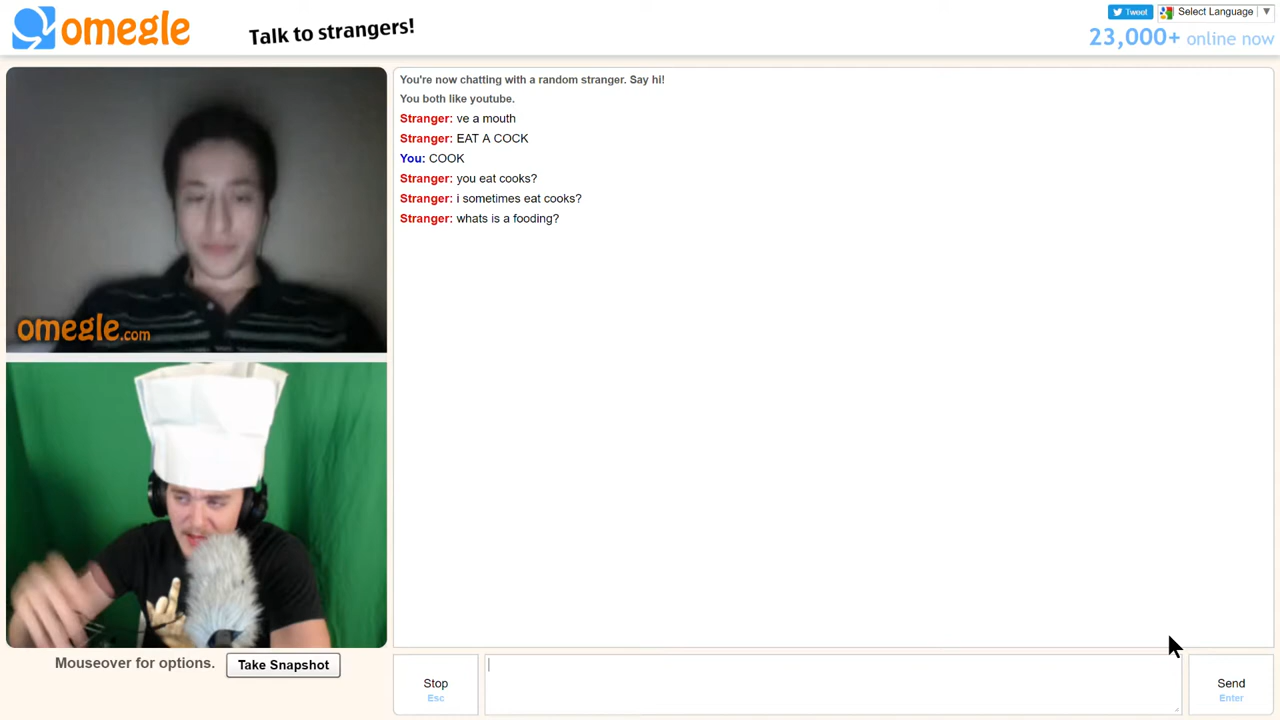 omegle
Talk to strangers!
Tweet
Select Language
23,000+ online now
You're now chatting with a random stranger. Say hi!
You both like youtube.
Stranger: ve a mouth
Stranger: EAT A COCK
You: COOK
Stranger: you eat cooks?
Stranger: i sometimes eat cooks?
Stranger: whats is a fooding?
omegle.com
Mouseover for options.
Take Snapshot
Stop
Esc
Send
Enter